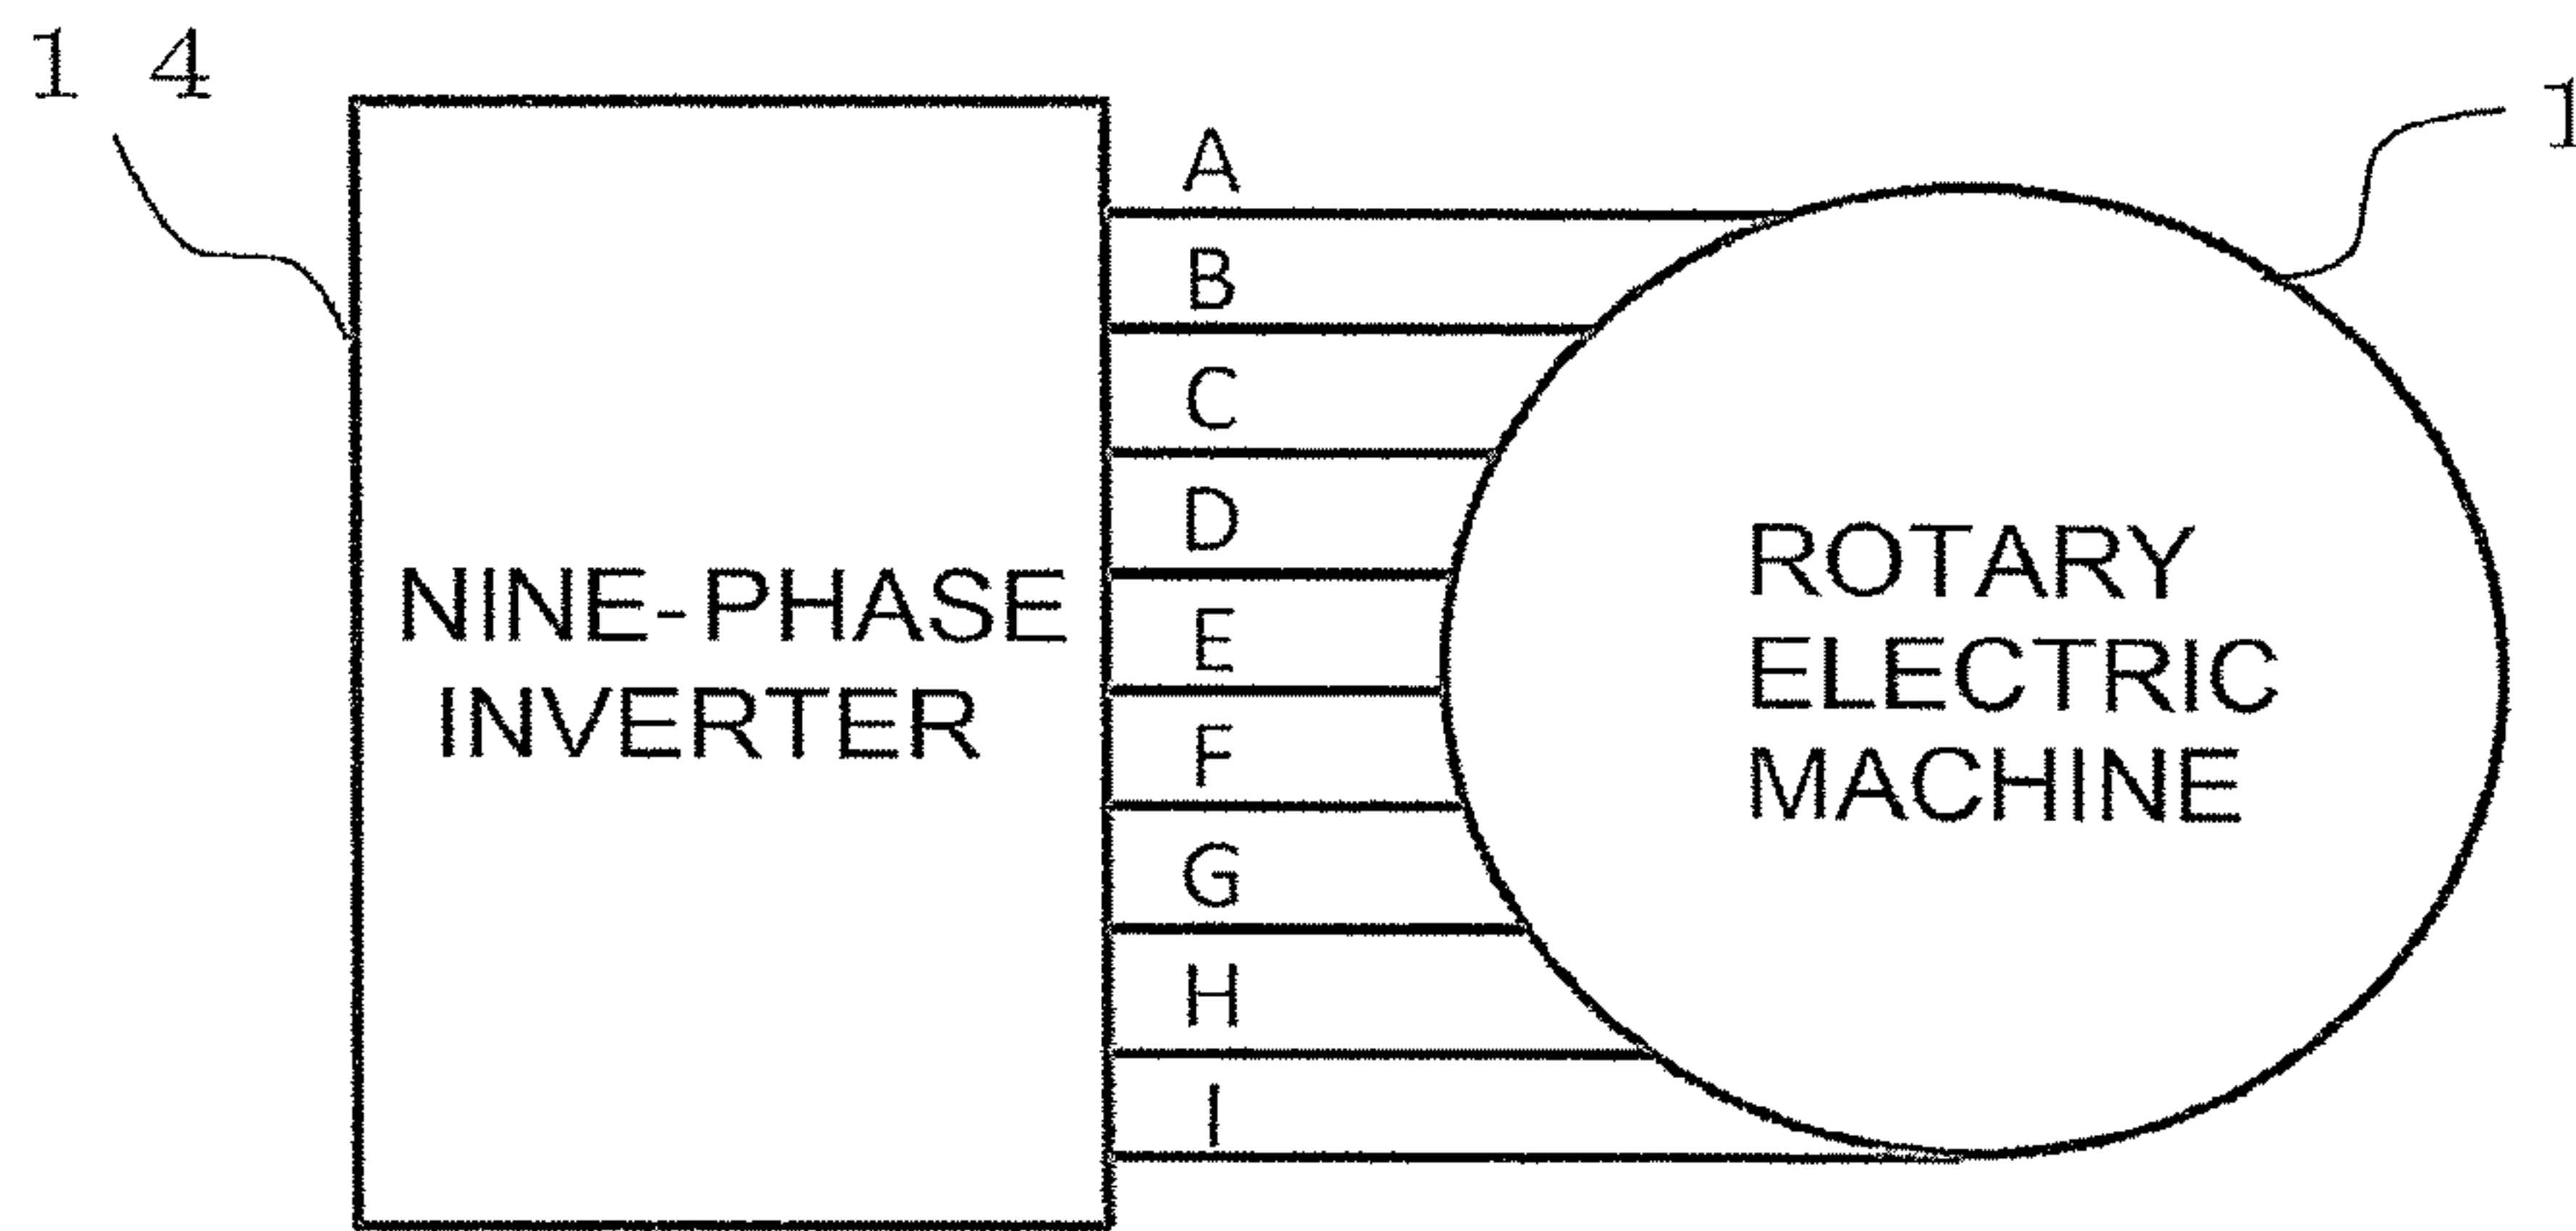 1 4
1
A
B
C
D
E
F
G
H
I
NINE-PHASE
INVERTER
ROTARY
ELECTRIC
MACHINE